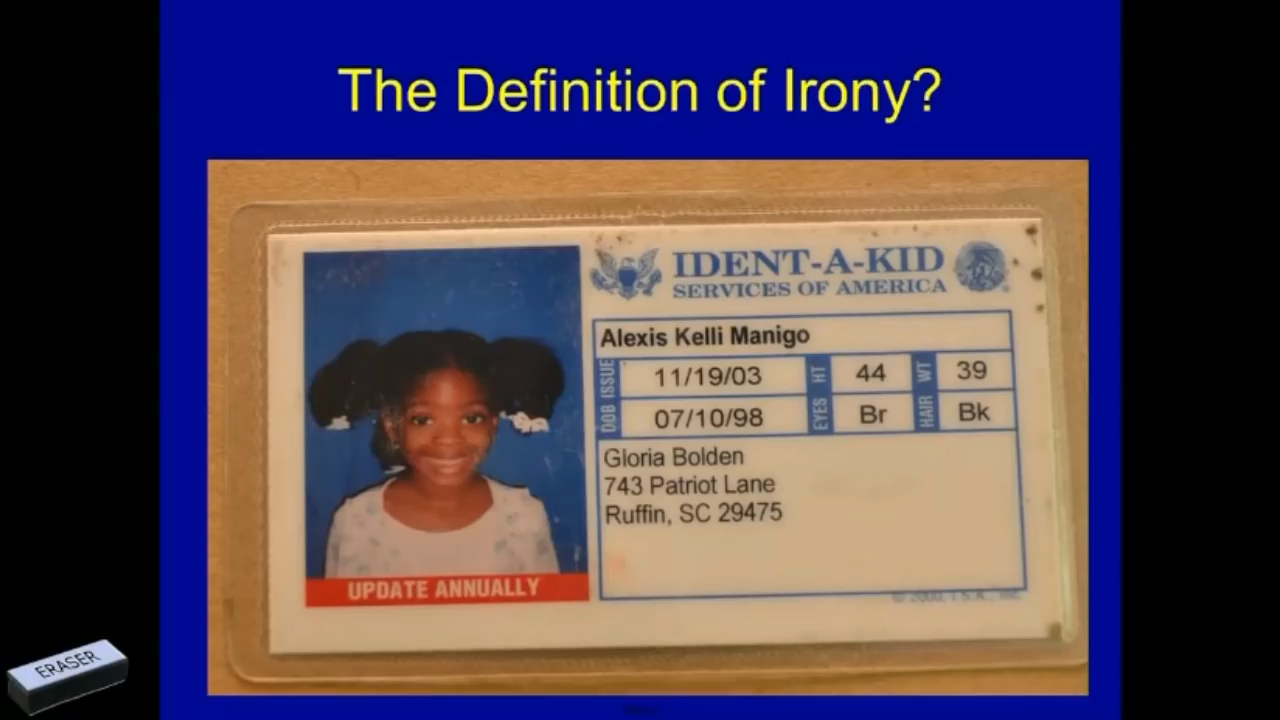 The Definition of Irony?
IDENT-A-KID
SERVICES OF AMERICA
Alexis Kelli Manigo
ISSUE 11/19/03 HT 44 WT 39
DOB 07/10/98 EYES Br HAIR Bk
Gloria Bolden
743 Patriot Lane
Ruffin, SC 29475
UPDATE ANNUALLY
ERASER